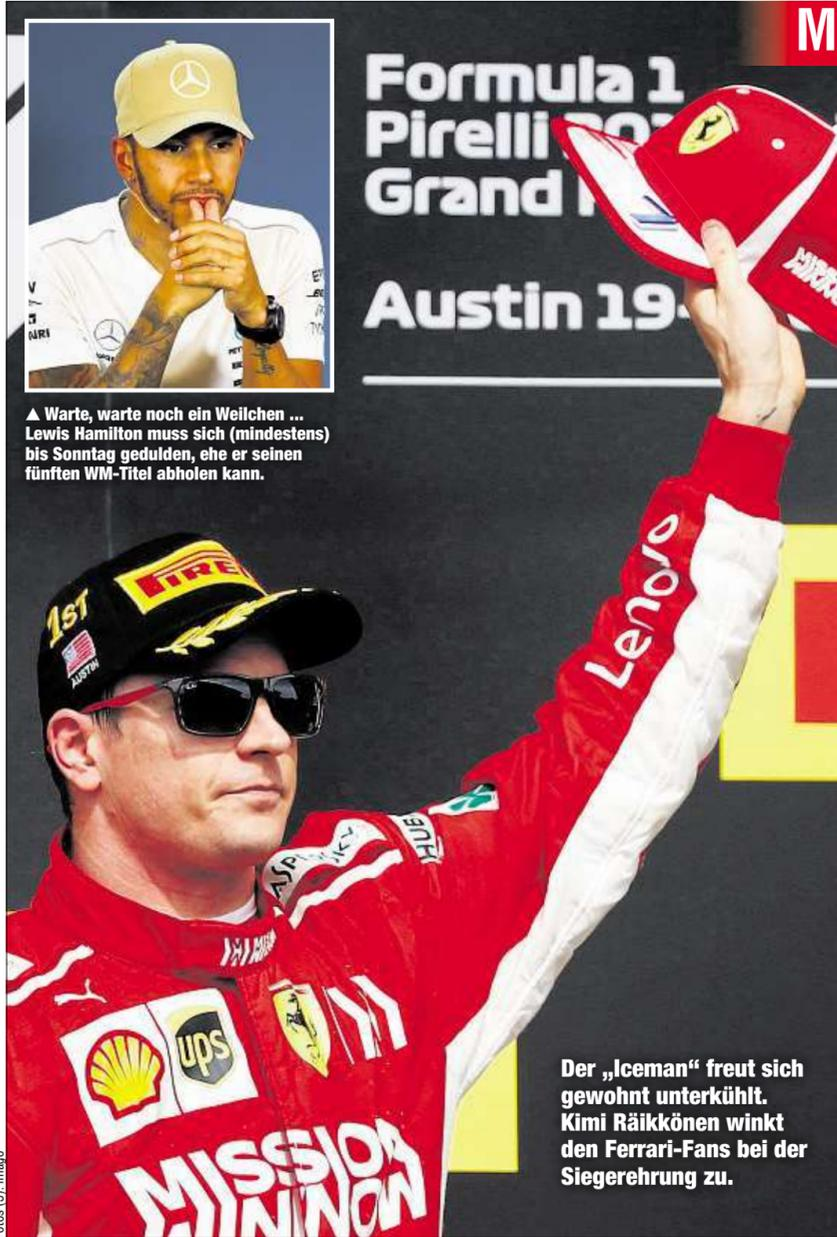 M
Formula 1
Pirelli
Grand
Austin 19-
▲ Warte, warte noch ein Weilchen ...
Lewis Hamilton muss sich (mindestens)
bis Sonntag gedulden, ehe er seinen
fünften WM-Titel abholen kann.
1ST
AUSTIN
Lenovo
HUB
ups
MISSION
WINNOW
Der „Iceman“ freut sich
gewohnt unterkühlt.
Kimi Räikkönen winkt
den Ferrari-Fans bei der
Siegerehrung zu.